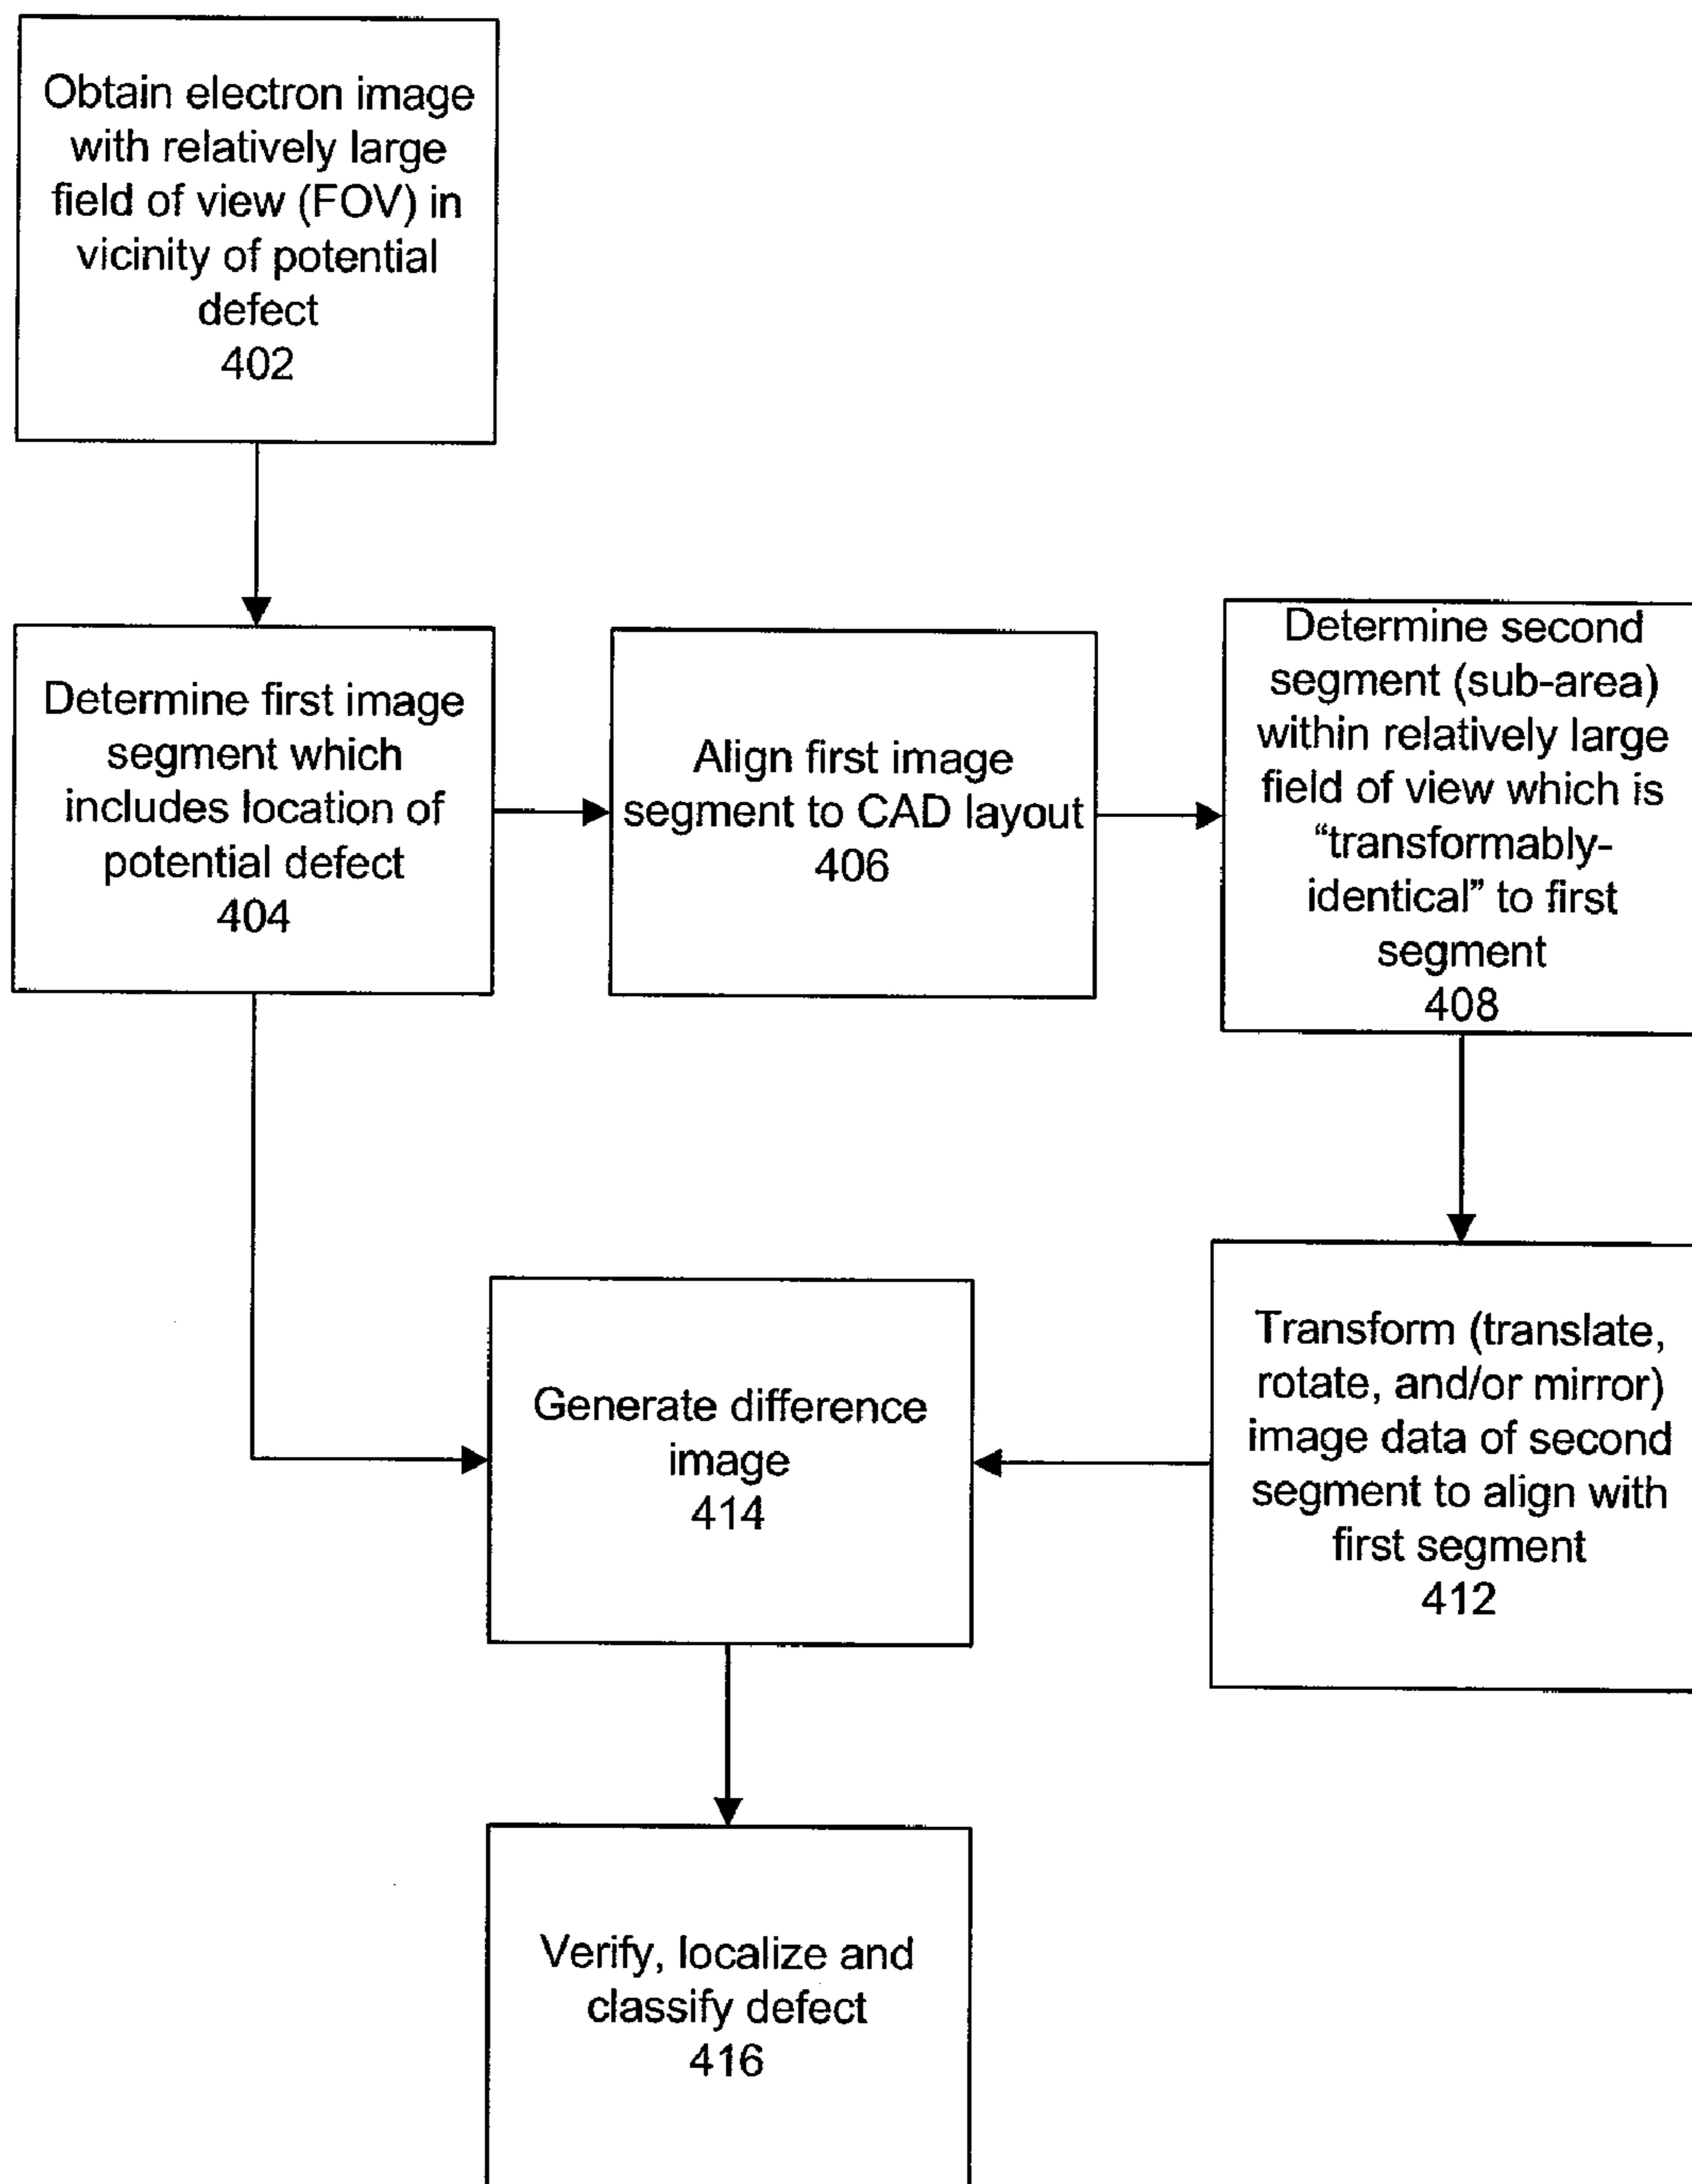 Obtain electron image
with relatively large
field of view (FOV) in
vicinity of potential
defect
402
Determine first image
segment which
includes location of
potential defect
404
Align first image
segment to CAD layout
406
Determine second
segment (sub-area)
within relatively large
field of view which is
“transformably-
identical” to first
segment
408
Transform (translate,
rotate, and/or mirror)
image data of second
segment to align with
first segment
412
Generate difference
image
414
Verify, localize and
classify defect
416